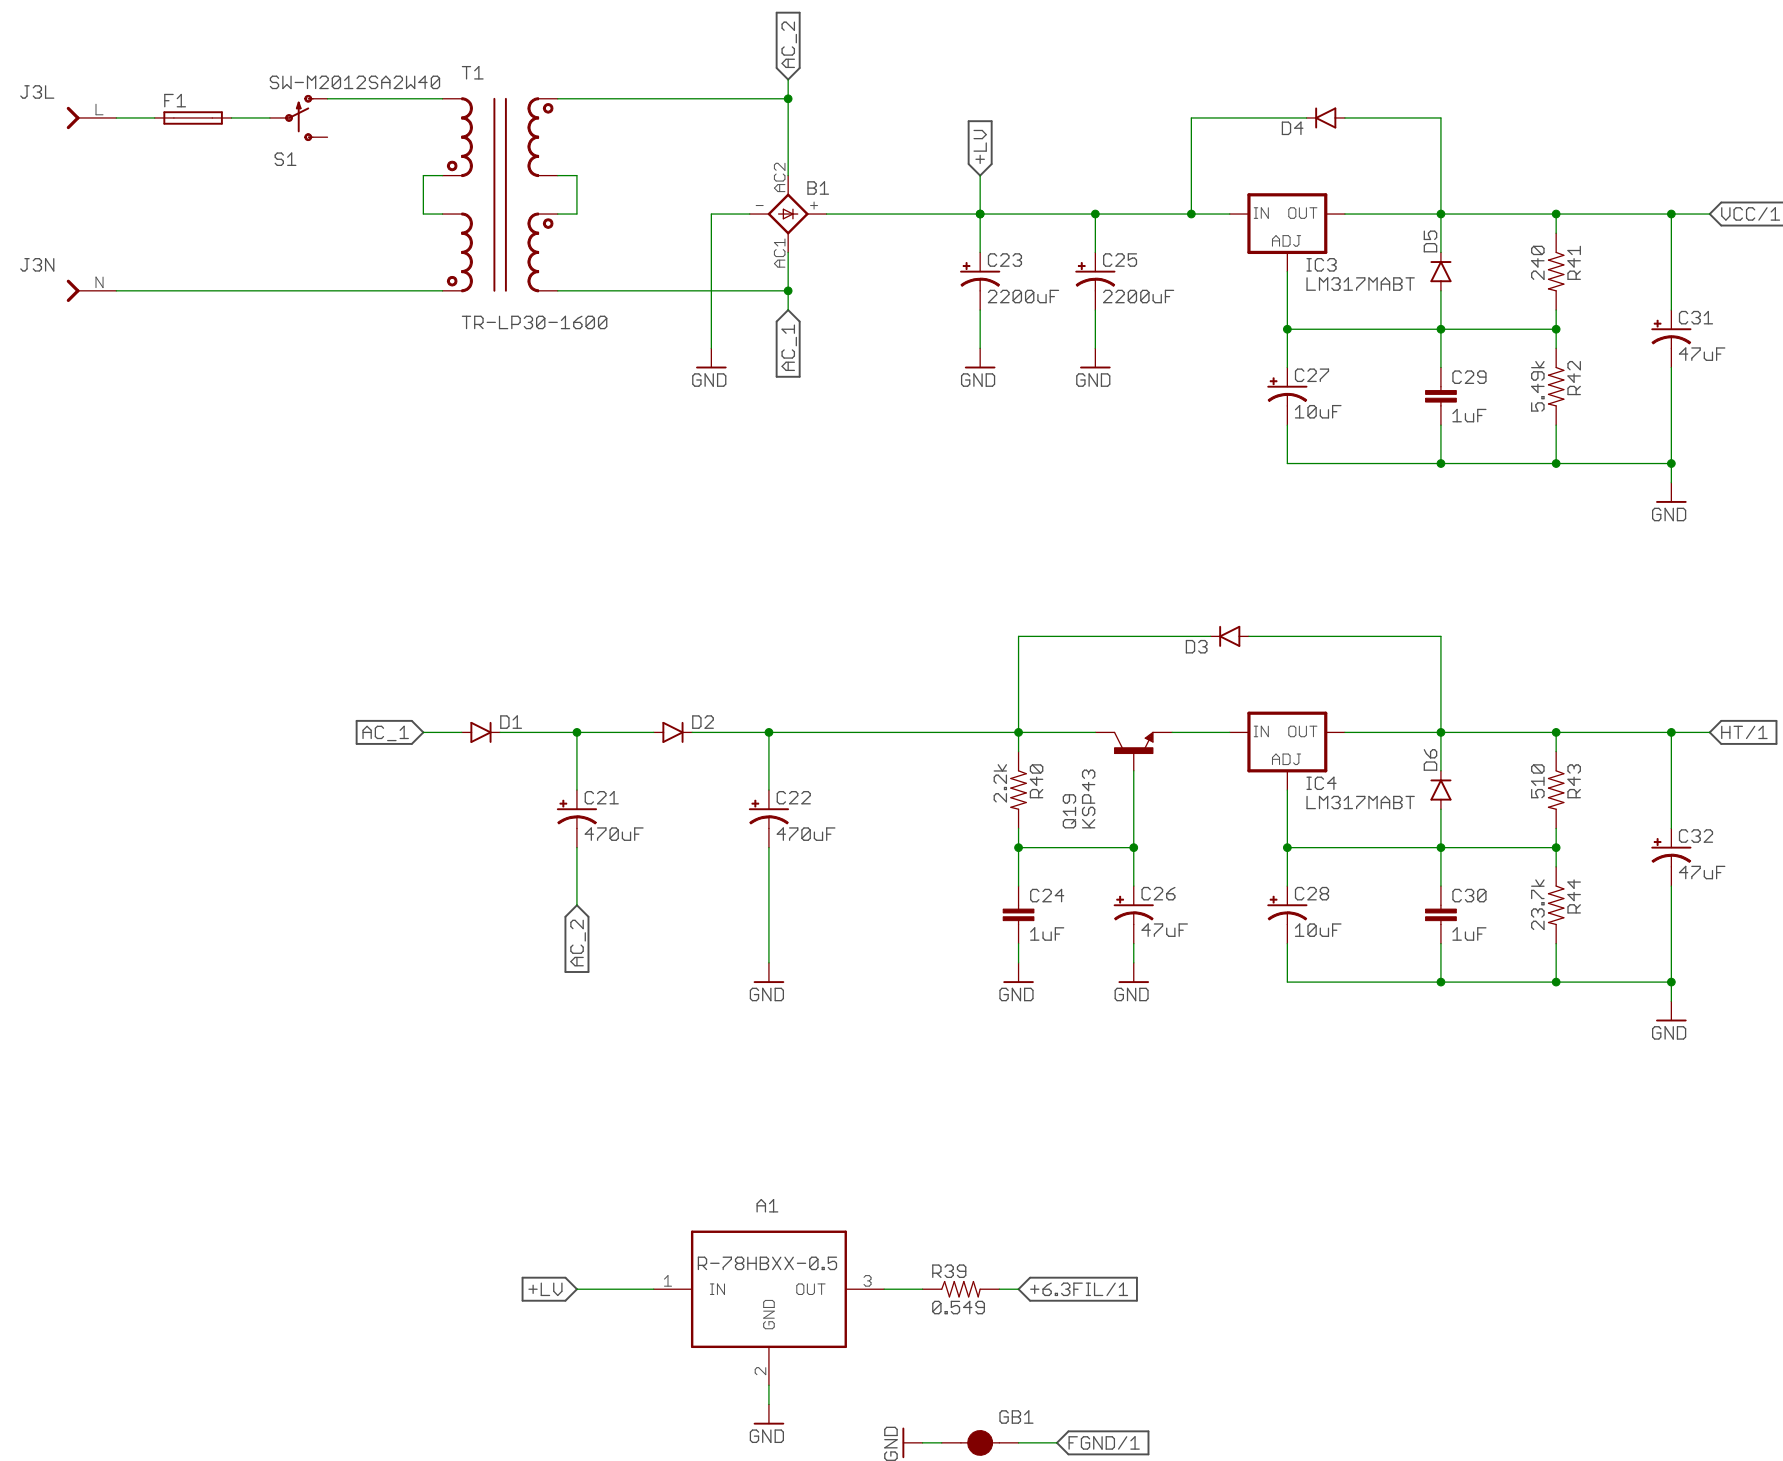 AC_2
SW-M2012SA2W40
T1
J3L
L
F1
S1
J3N
N
TR-LP30-1600
AC2
B1
-
+
AC1
AC_1
GND
+LV
C23
2200uF
GND
C25
2200uF
GND
D4
IN OUT
ADJ
IC3
LM317MABT
D5
240
R41
VCC/1
C27
10uF
C29
1uF
5.49k
R42
C31
47uF
GND
D3
AC_1
D1
D2
C21
470uF
AC_2
C22
470uF
GND
2.2k
R40
Q19
KSP43
IN OUT
ADJ
IC4
LM317MABT
D6
510
R43
HT/1
C24
1uF
GND
C26
47uF
GND
C28
10uF
C30
1uF
23.7k
R44
C32
47uF
GND
A1
R-78HBXX-0.5
+LV
1
IN OUT
3
GND
2
GND
R39
0.549
+6.3FIL/1
GB1
GND
FGND/1